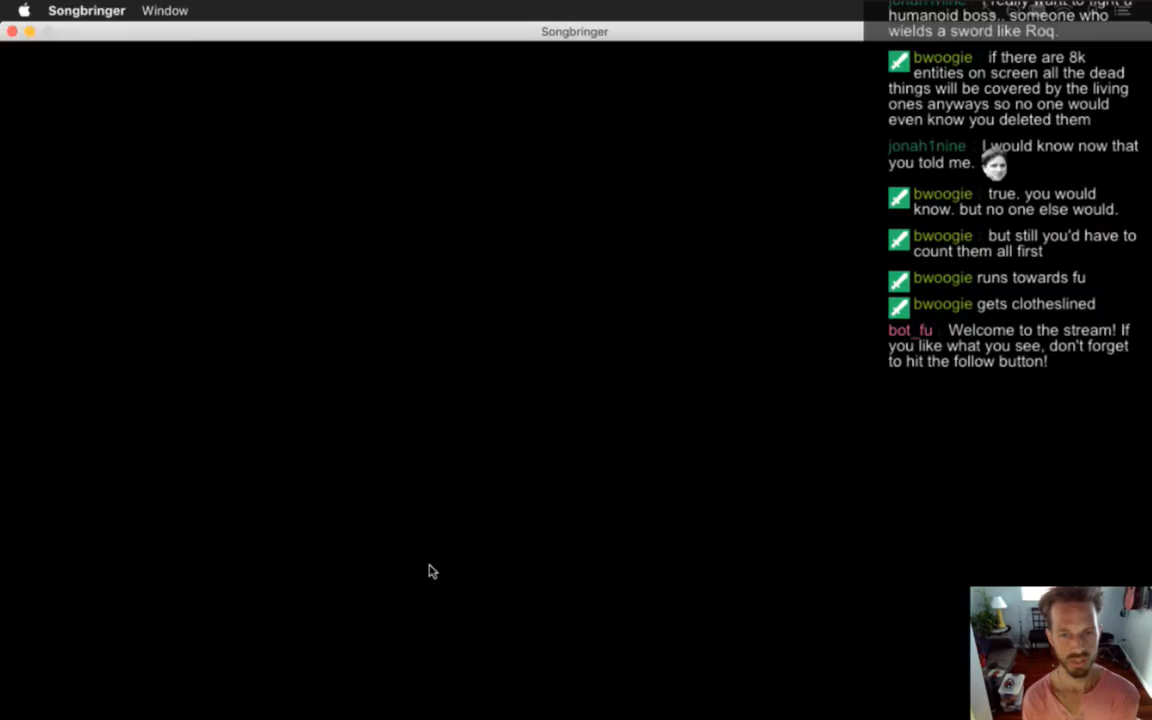 Songbringer Window
Songbringer
humanoid boss.. someone who
wields a sword like Roq.
bwoogie : if there are 8k
entities on screen all the dead
things will be covered by the living
ones anyways so no one would
even know you deleted them
jonah1nine : I would know now that
you told me.
bwoogie : true. you would
know. but no one else would.
bwoogie : but still you'd have to
count them all first
bwoogie runs towards fu
bwoogie gets clotheslined
bot_fu : Welcome to the stream! If
you like what you see, don't forget
to hit the follow button!